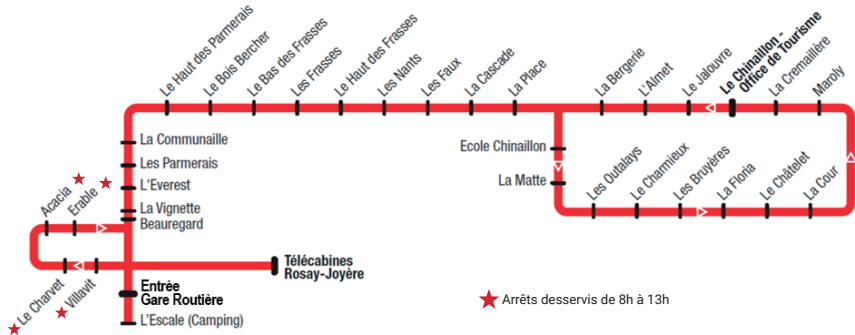 Le Haut des Parmerais
Le Bois Bercher
Le Bas des Frasses
Les Frasses
Le Haut des Frasses
Les Nants
Les Faux
La Cascade
La Place
La Bergerie
L'Almet
Le Jalouvre
Le Chinaillon -
Office de Tourisme
La Cremaillère
Maroly
La Communaille
Les Parmerais
L'Everest
La Vignette
Beauregard
Ecole Chinaillon
La Matte
Les Outalays
Le Charmieux
Les Bruyères
La Floria
Le Châtelet
La Cour
Acacia
Erable
Le Charvet
Villavit
Télécabines
Rosay-Joyère
Entrée
Gare Routière
L'Escale (Camping)
Arrêts desservis de 8h à 13h